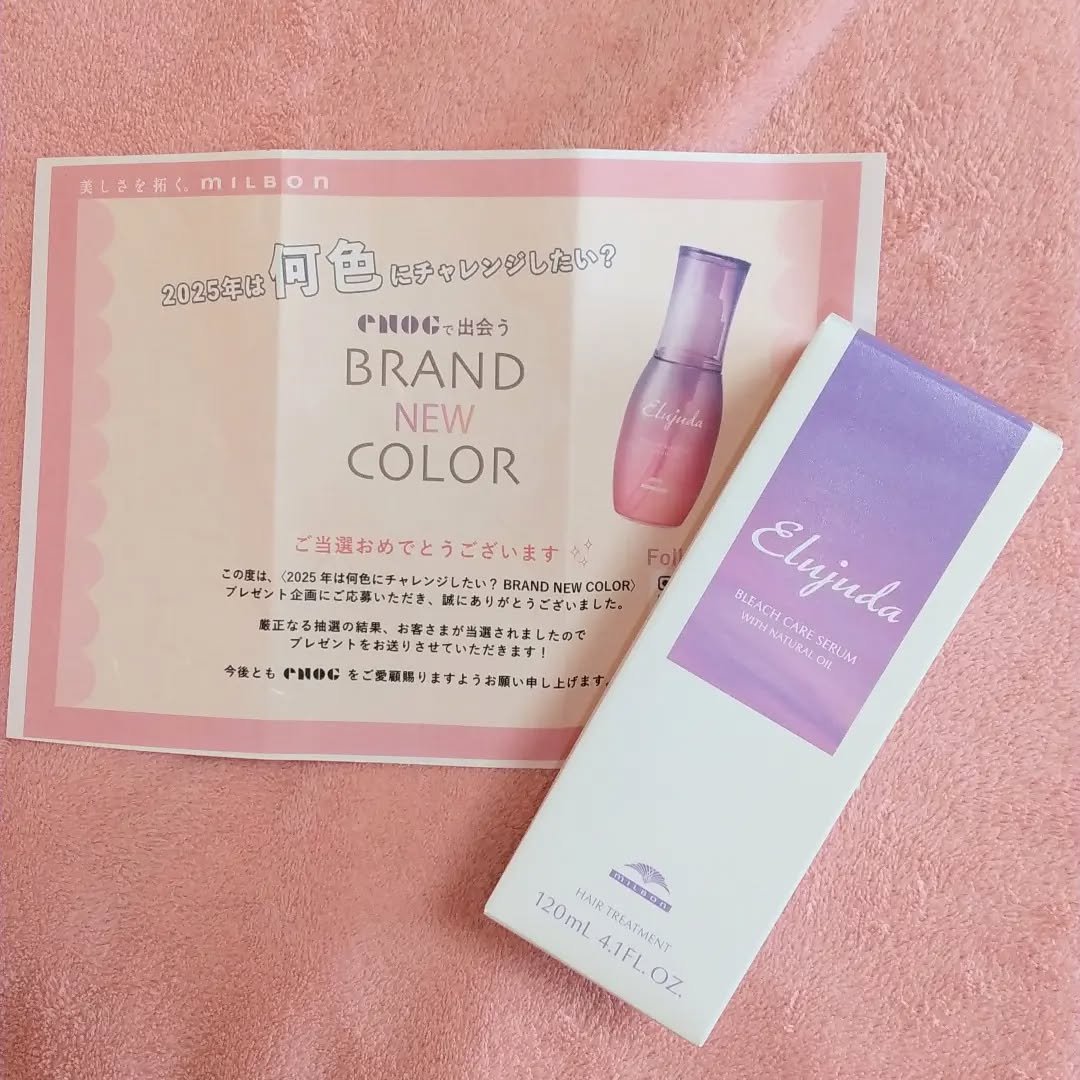 美しさを拓く。MILBON
2025年は何色にチャレンジしたい？
enogで出会う
BRAND
NEW
COLOR
Elujuda
ご当選おめでとうございます
この度は、〈2025年は何色にチャレンジしたい？ BRAND NEW COLOR〉
プレゼント企画にご応募いただき、誠にありがとうございました。
厳正なる抽選の結果、お客さまが当選されましたので
プレゼントをお送りさせていただきます！
今後とも enog をご愛顧賜りますようお願い申し上げます。
Elujuda
BLEACH CARE SERUM
WITH NATURAL OIL
MILBON
HAIR TREATMENT
120mL 4.1FL. OZ.